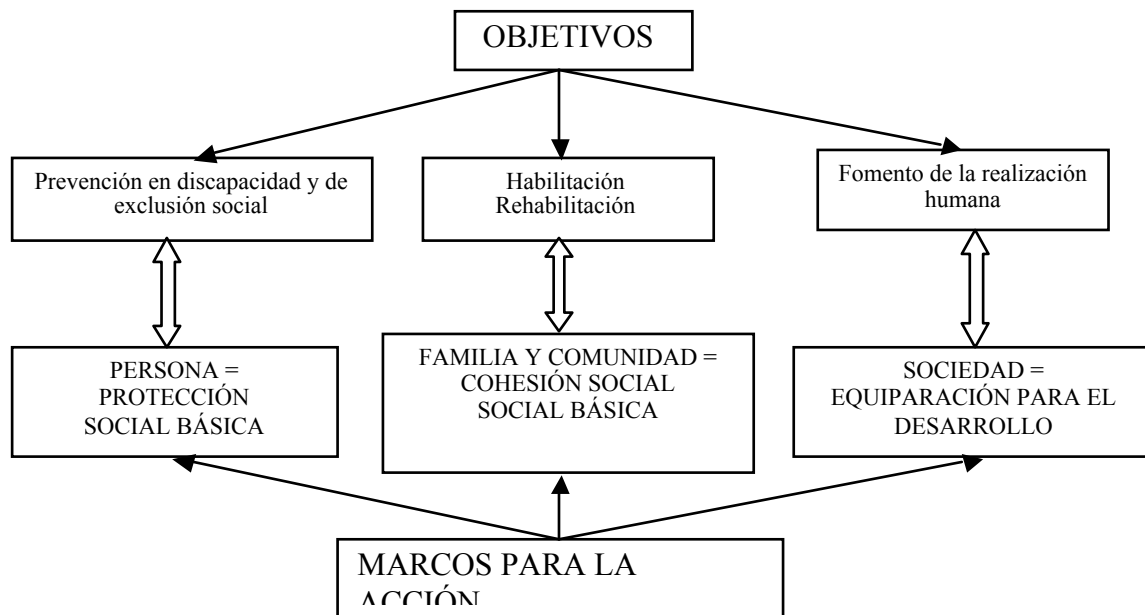 OBJETIVOS
Prevención en discapacidad y de
exclusión social
Habilitación
Rehabilitación
Fomento de la realización
humana
PERSONA =
PROTECCIÓN
SOCIAL BÁSICA
FAMILIA Y COMUNIDAD =
COHESIÓN SOCIAL
SOCIAL BÁSICA
SOCIEDAD =
EQUIPARACIÓN PARA EL
DESARROLLO
MARCOS PARA LA
ACCIÓN